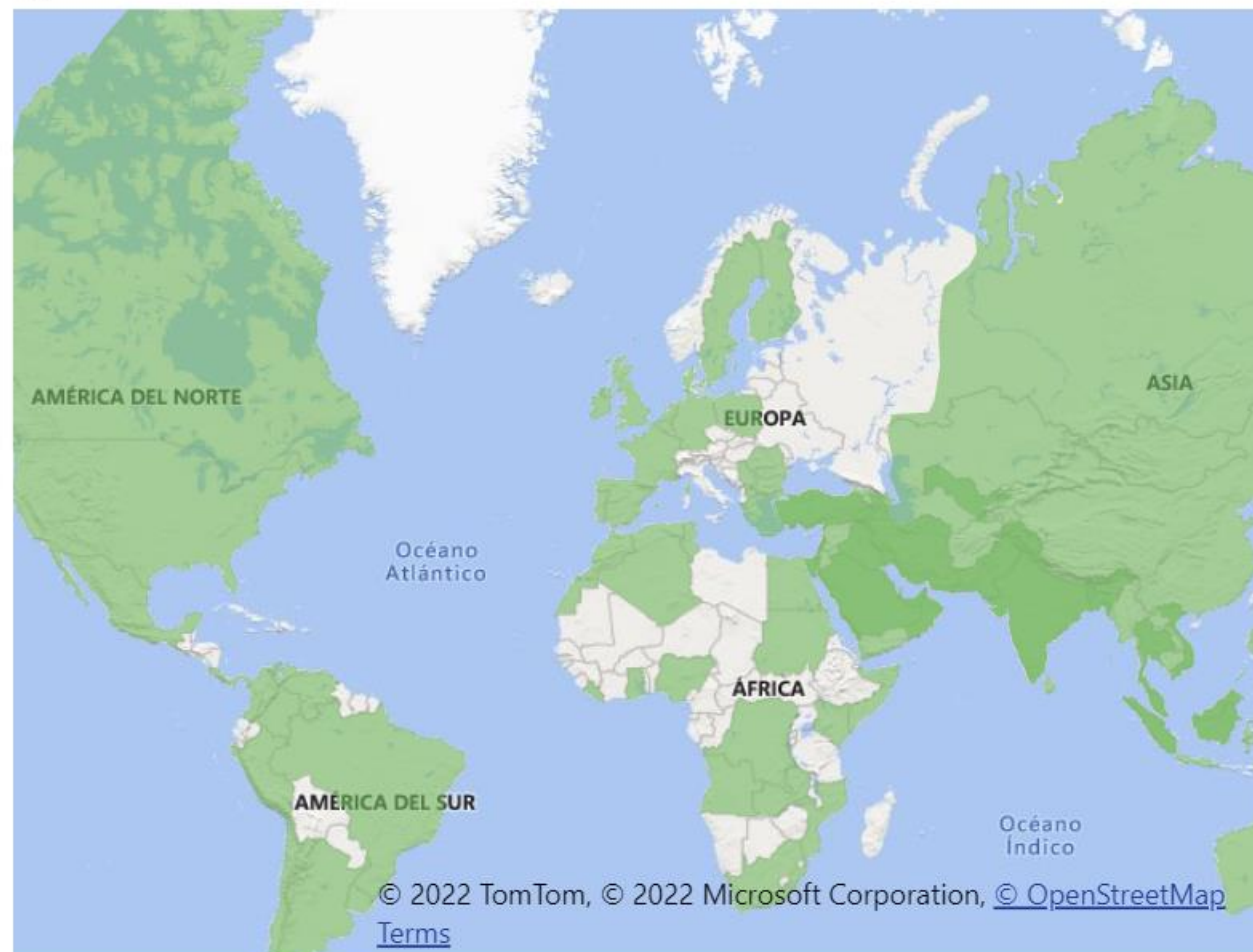 AMÉRICA DEL NORTE
ASIA
EUROPA
Océano
Atlántico
ÁFRICA
AMÉRICA DEL SUR
Océano
Índico
© 2022 TomTom, © 2022 Microsoft Corporation, © OpenStreetMap
Terms